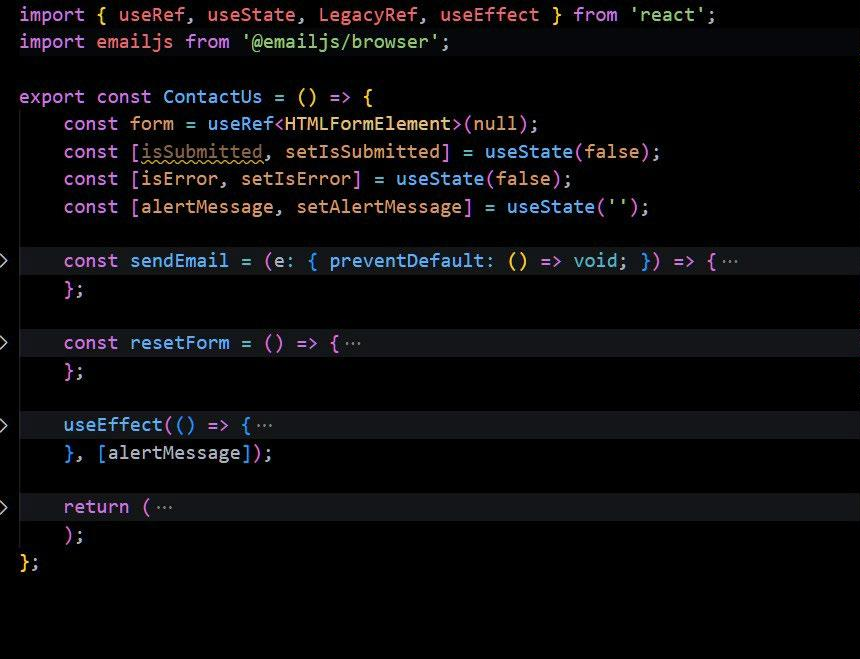 import { useRef, useState, LegacyRef, useEffect } from 'react';
import emailjs from '@emailjs/browser';
export const ContactUs = () => {
const form = useRef<HTMLFormElement>(null);
const [isSubmitted, setIsSubmitted] = useState(false);
const [isError, setIsError] = useState(false);
const [alertMessage, setAlertMessage] = useState('');
const sendEmail = (e: { preventDefault: () => void; }) => {···
};
const resetForm = () => {···
};
useEffect(() => {···
}, [alertMessage]);
return (···
);
};